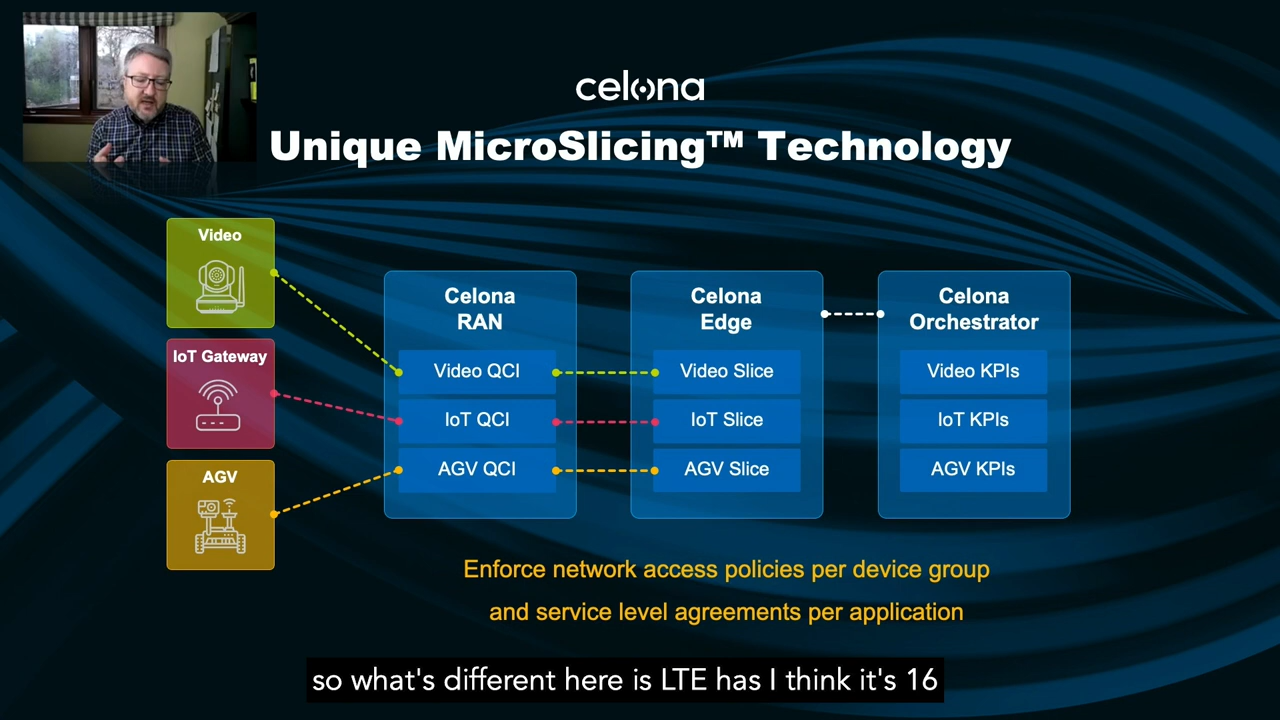 celona
Unique MicroSlicing™ Technology
Video
IoT Gateway
AGV
Celona
RAN
Video QCI
IoT QCI
AGV QCI
Celona
Edge
Video Slice
IoT Slice
AGV Slice
Celona
Orchestrator
Video KPIs
IoT KPIs
AGV KPIs
Enforce network access policies per device group
and service level agreements per application
so what's different here is LTE has I think it's 16